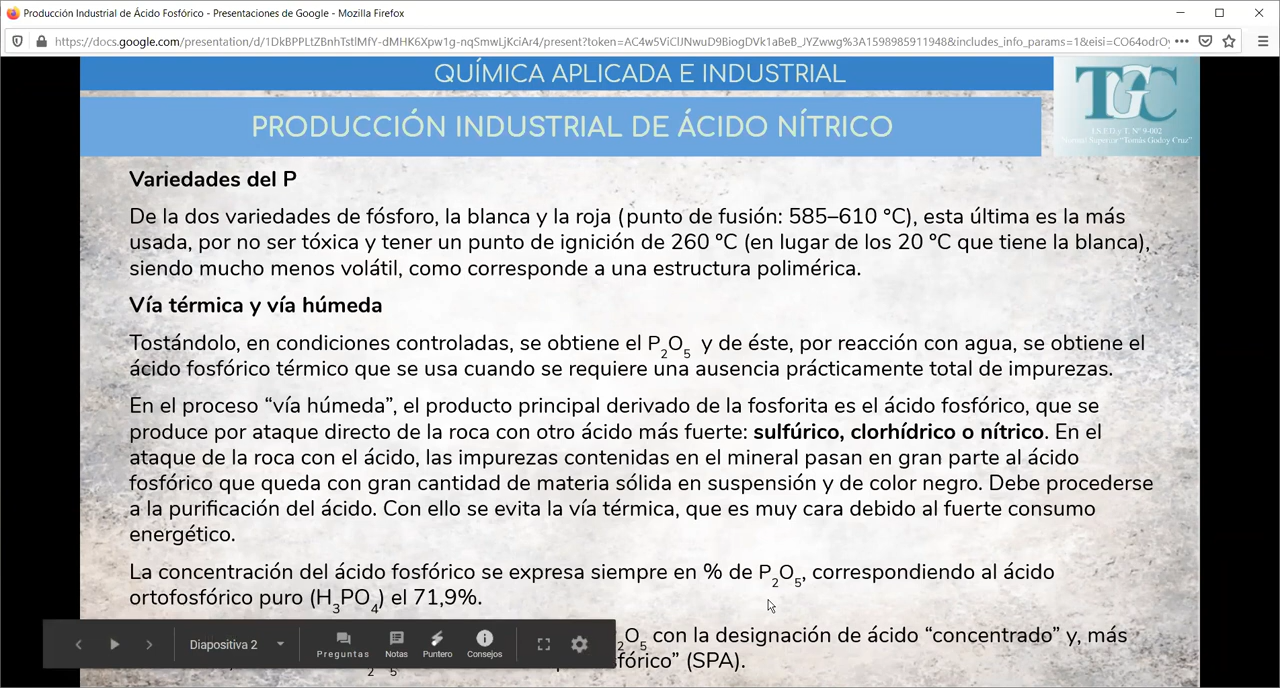 Producción Industrial de Ácido Fosfórico - Presentaciones de Google - Mozilla Firefox
QUÍMICA APLICADA E INDUSTRIAL
TGC
I.S.F.D.y T. Nº 9-002
Normal Superior “Tomás Godoy Cruz”
PRODUCCIÓN INDUSTRIAL DE ÁCIDO NÍTRICO
Variedades del P
De la dos variedades de fósforo, la blanca y la roja (punto de fusión: 585–610 ºC), esta última es la más
usada, por no ser tóxica y tener un punto de ignición de 260 ºC (en lugar de los 20 ºC que tiene la blanca),
siendo mucho menos volátil, como corresponde a una estructura polimérica.
Vía térmica y vía húmeda
Tostándolo, en condiciones controladas, se obtiene el P₂O₅ y de éste, por reacción con agua, se obtiene el
ácido fosfórico térmico que se usa cuando se requiere una ausencia prácticamente total de impurezas.
En el proceso “vía húmeda”, el producto principal derivado de la fosforita es el ácido fosfórico, que se
produce por ataque directo de la roca con otro ácido más fuerte: sulfúrico, clorhídrico o nítrico. En el
ataque de la roca con el ácido, las impurezas contenidas en el mineral pasan en gran parte al ácido
fosfórico que queda con gran cantidad de materia sólida en suspensión y de color negro. Debe procederse
a la purificación del ácido. Con ello se evita la vía térmica, que es muy cara debido al fuerte consumo
energético.
La concentración del ácido fosfórico se expresa siempre en % de P₂O₅, correspondiendo al ácido
ortofosfórico puro (H₃PO₄) el 71,9%.
₂O₅ con la designación de ácido “concentrado” y, más
fórico” (SPA).
Diapositiva 2
Preguntas
Notas
Puntero
Consejos